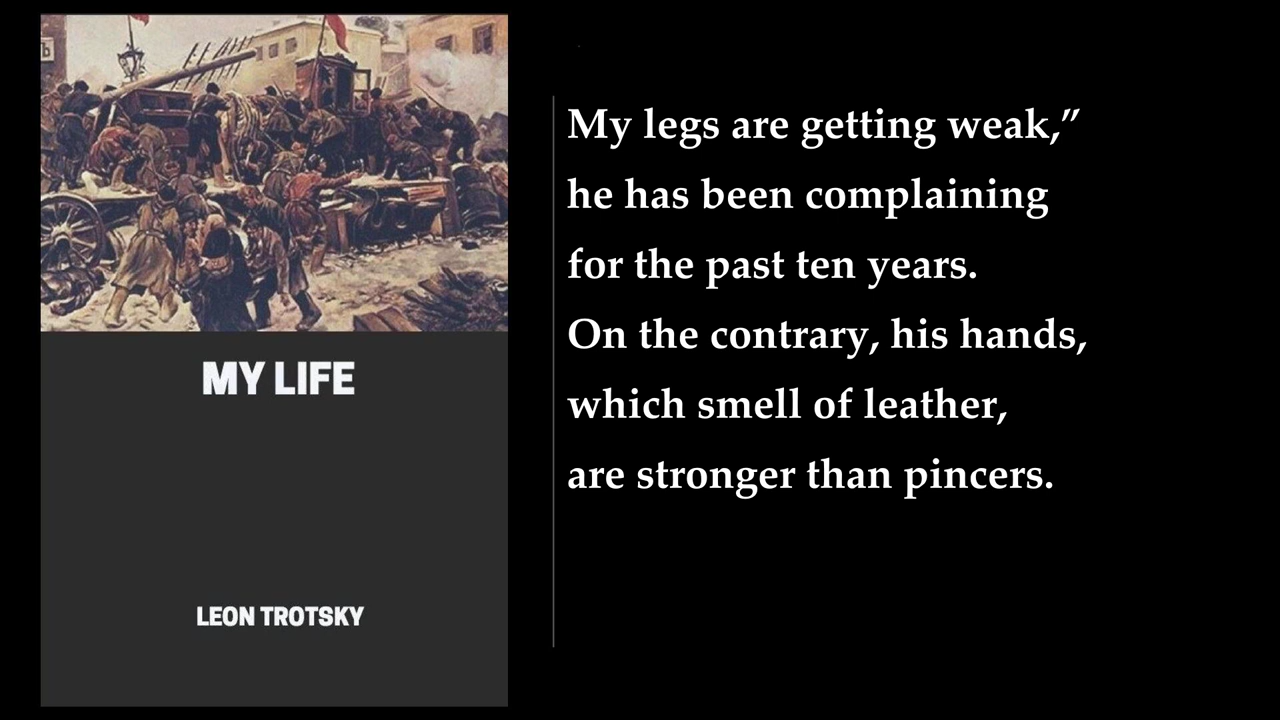 MY LIFE
LEON TROTSKY
My legs are getting weak,”
he has been complaining
for the past ten years.
On the contrary, his hands,
which smell of leather,
are stronger than pincers.